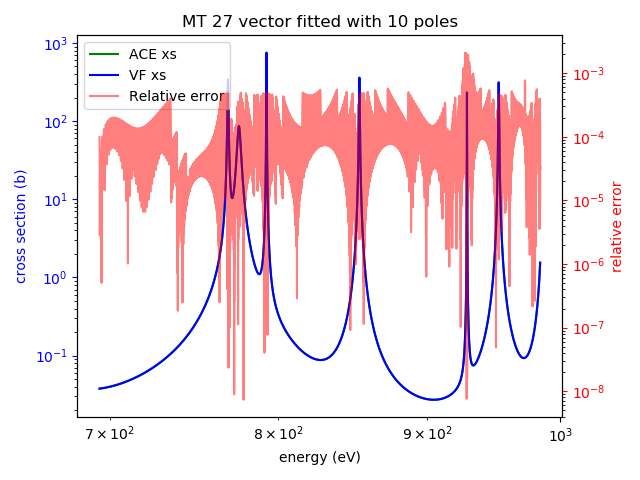 MT 27 vector fitted with 10 poles
ACE xs
VF xs
Relative error
10³
10²
10¹
10⁰
10⁻¹
cross section (b)
10⁻³
10⁻⁴
10⁻⁵
10⁻⁶
10⁻⁷
10⁻⁸
relative error
7 × 10² 8 × 10² 9 × 10² 10³
energy (eV)